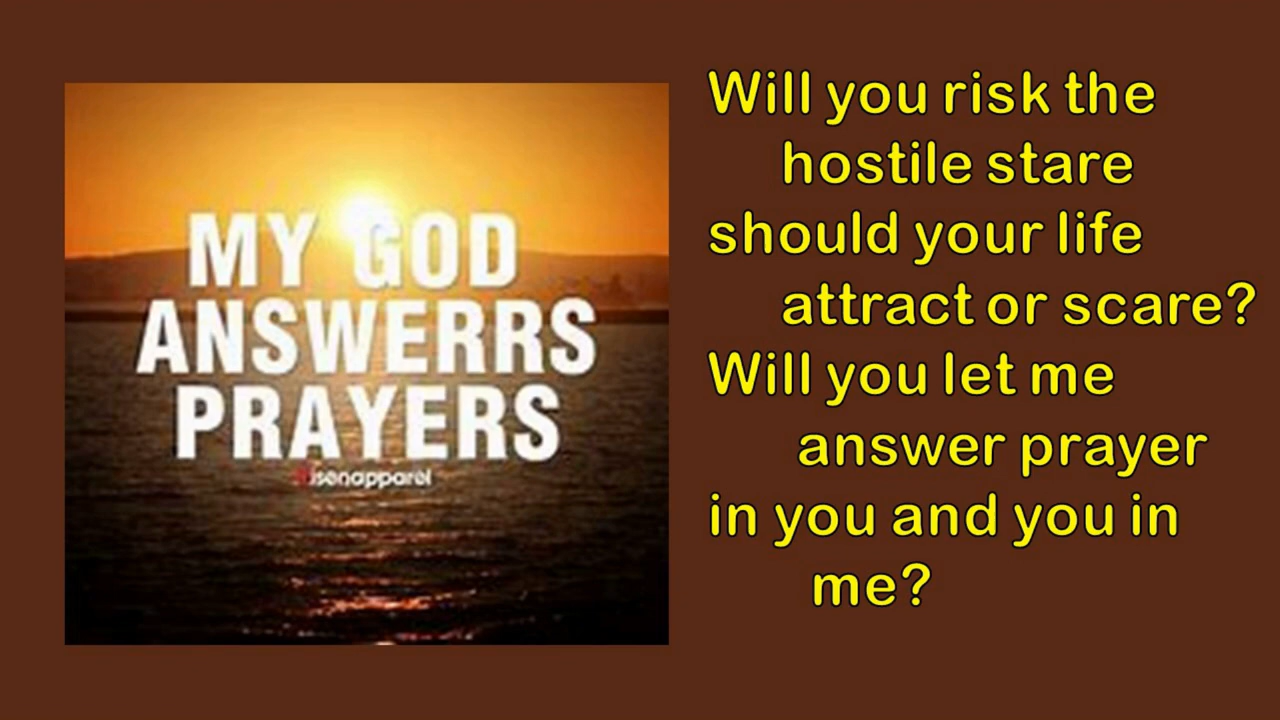 MY GOD
ANSWERRS
PRAYERS
isenapparel
Will you risk the
hostile stare
should your life
attract or scare?
Will you let me
answer prayer
in you and you in
me?